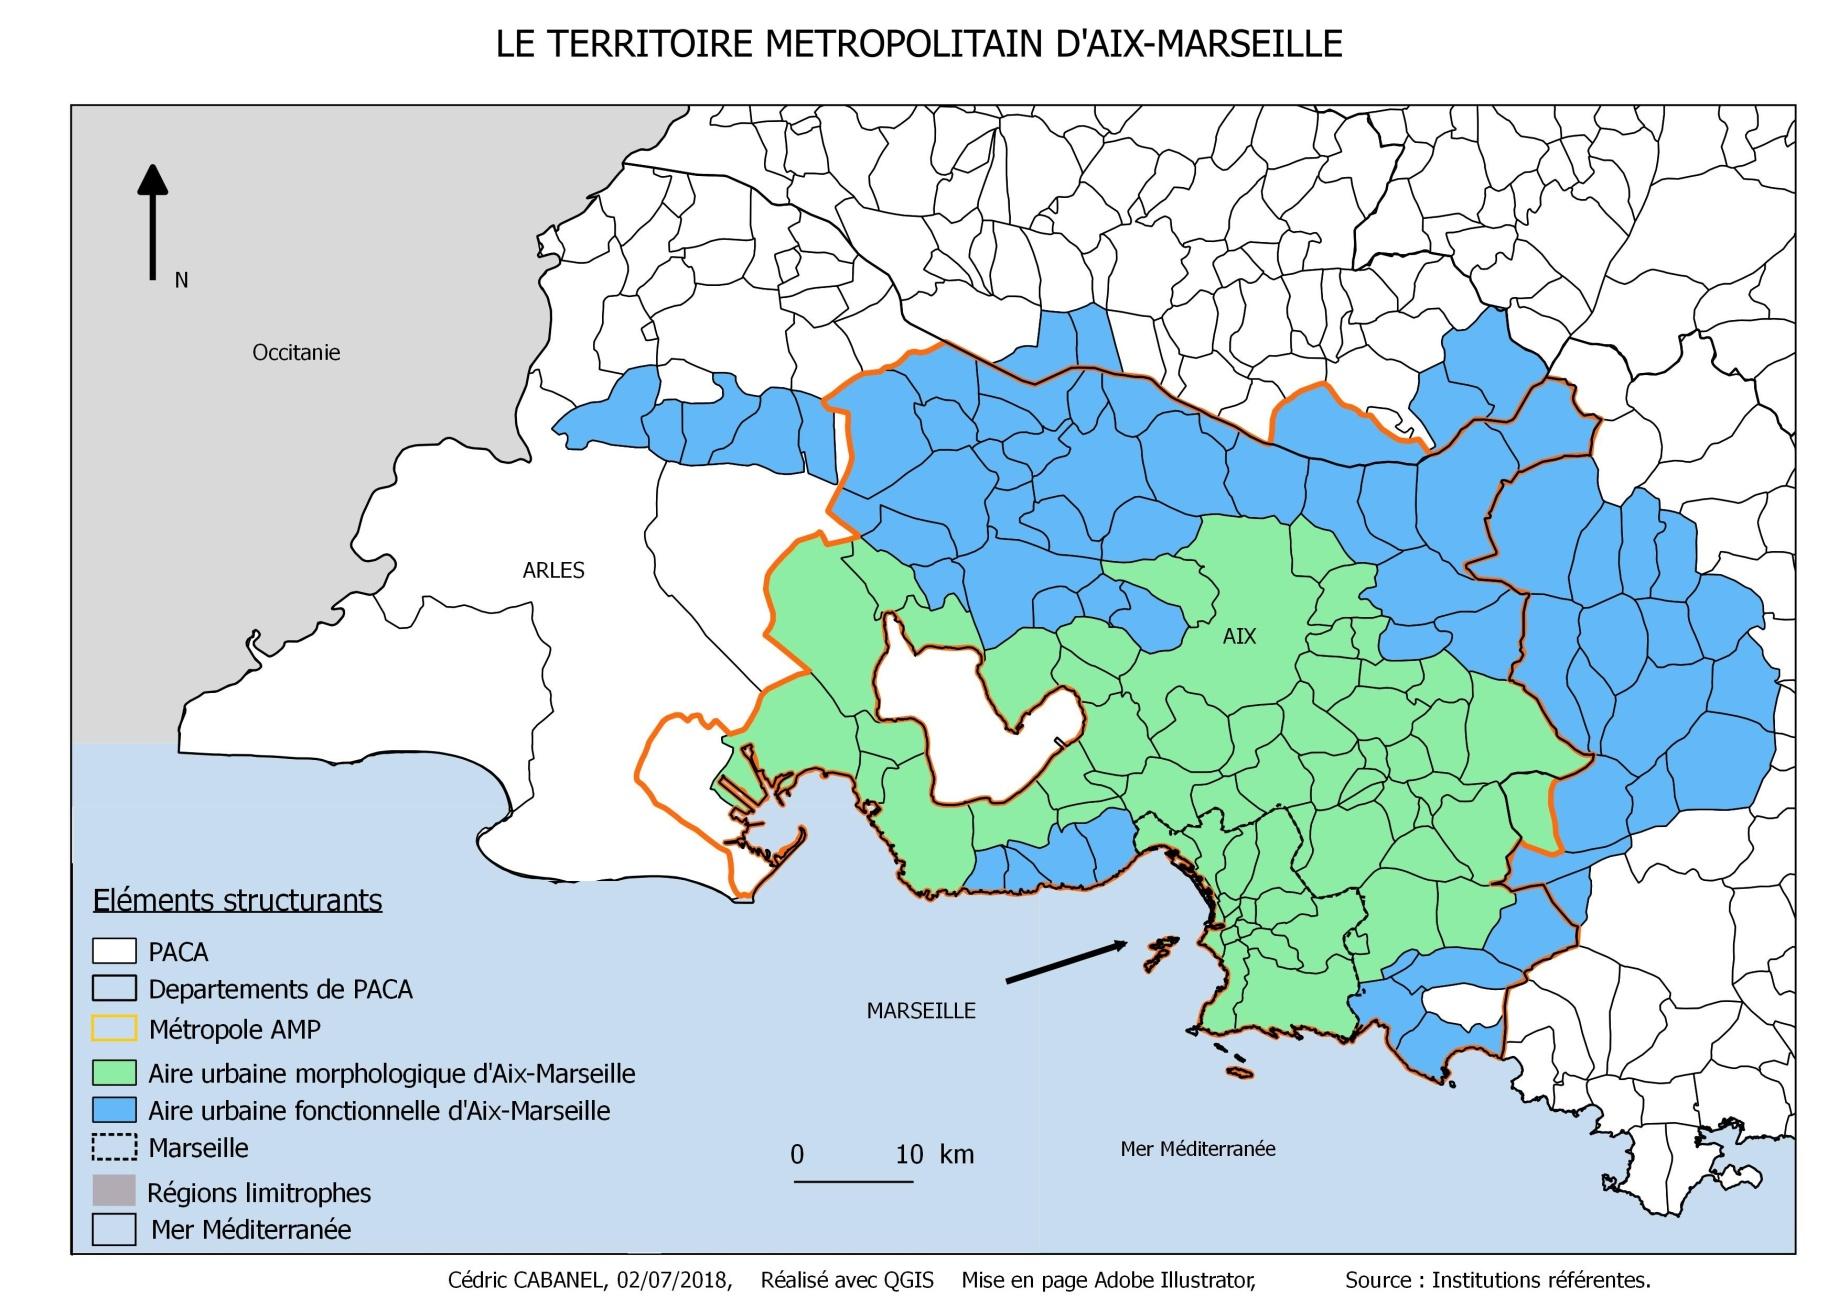 LE TERRITOIRE METROPOLITAIN D'AIX-MARSEILLE
N
Occitanie
ARLES
AIX
MARSEILLE
Mer Méditerranée
0 10 km
Eléments structurants
PACA
Departements de PACA
Métropole AMP
Aire urbaine morphologique d'Aix-Marseille
Aire urbaine fonctionnelle d'Aix-Marseille
Marseille
Régions limitrophes
Mer Méditerranée
Cédric CABANEL, 02/07/2018, Réalisé avec QGIS Mise en page Adobe Illustrator, Source : Institutions référentes.